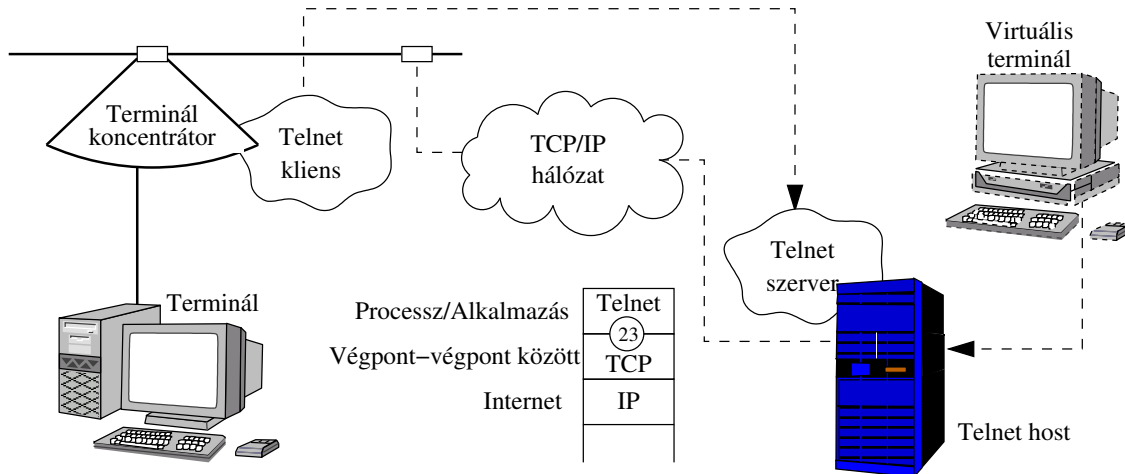 Virtuális
terminál
Terminál
koncentrátor
Telnet
kliens
TCP/IP
hálózat
Telnet
szerver
Terminál
Processz/Alkalmazás
Telnet
23
Végpont−végpont között
TCP
Internet
IP
Telnet host